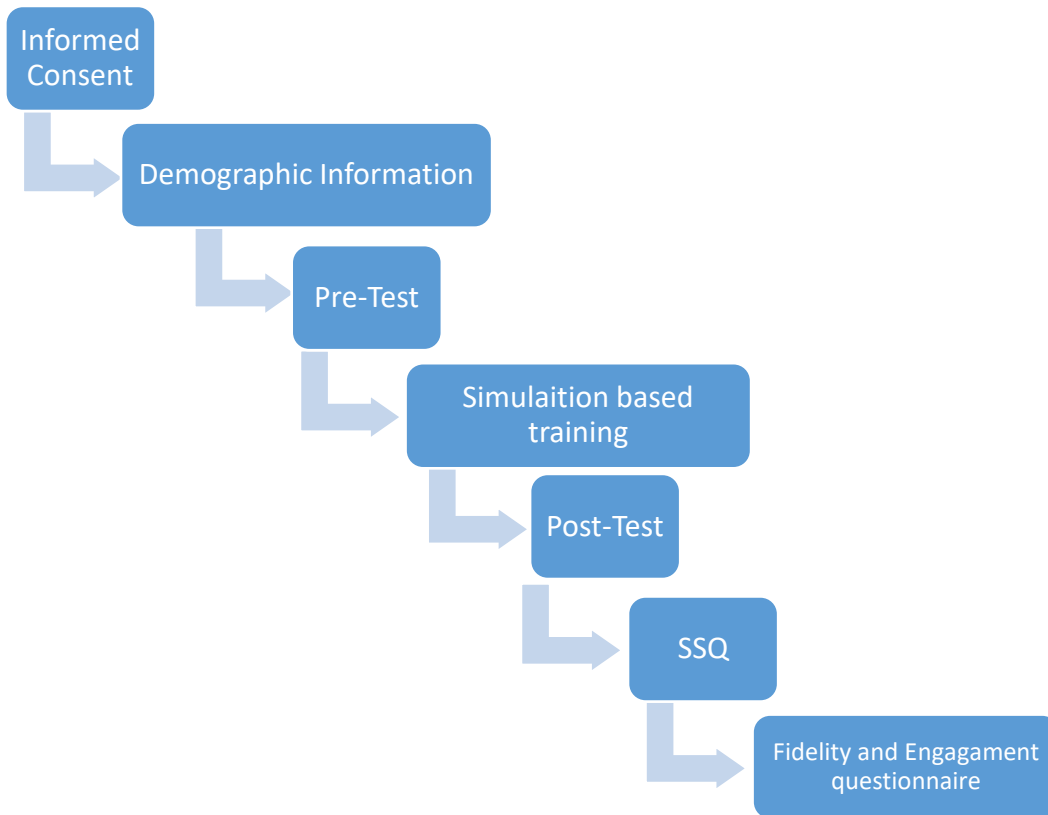 Informed
Consent
Demographic Information
Pre-Test
Simulaition based
training
Post-Test
SSQ
Fidelity and Engagament
questionnaire